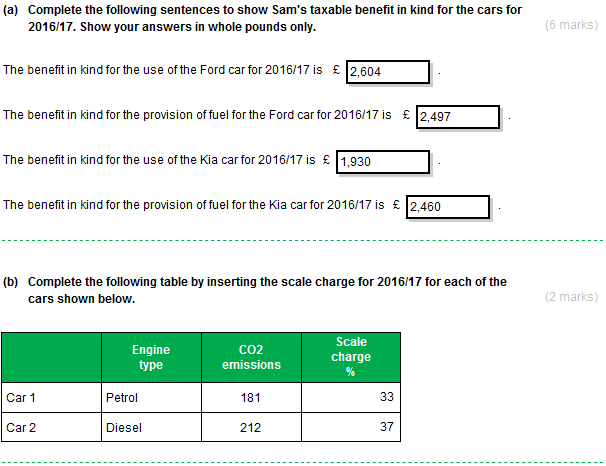 (a) Complete the following sentences to show Sam's taxable benefit in kind for the cars for
2016/17. Show your answers in whole pounds only.
(6 marks)
The benefit in kind for the use of the Ford car for 2016/17 is £ 2,604 .
The benefit in kind for the provision of fuel for the Ford car for 2016/17 is £ 2,497 .
The benefit in kind for the use of the Kia car for 2016/17 is £ 1,930 .
The benefit in kind for the provision of fuel for the Kia car for 2016/17 is £ 2,460 .
(b) Complete the following table by inserting the scale charge for 2016/17 for each of the
cars shown below.
(2 marks)
Engine
type
CO2
emissions
Scale
charge
%
Car 1 Petrol 181 33
Car 2 Diesel 212 37